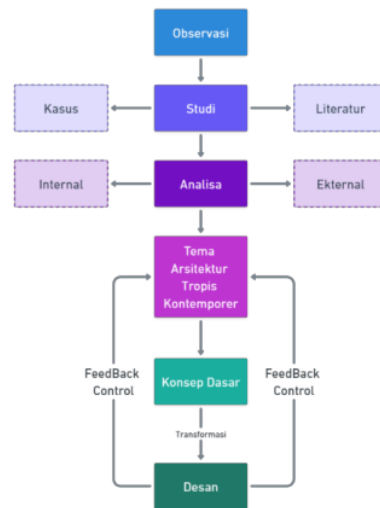 Observasi
Kasus
Studi
Literatur
Internal
Analisa
Ekternal
Tema
Arsitektur
Tropis
Kontemporer
FeedBack
Control
Konsep Dasar
FeedBack
Control
Transformasi
Desan